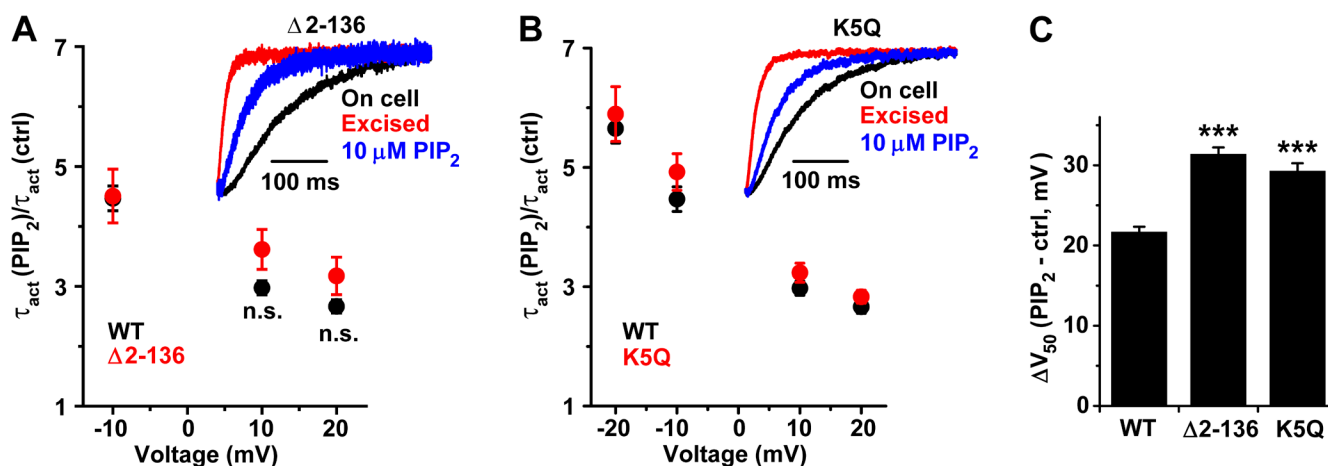 A
Δ2-136
7
5
3
1
τact (PIP2)/τact (ctrl)
On cell
Excised
10 μM PIP2
100 ms
n.s.
n.s.
WT
Δ2-136
-10 0 10 20
Voltage (mV)
B
K5Q
7
5
3
1
τact (PIP2)/τact (ctrl)
On cell
Excised
10 μM PIP2
100 ms
WT
K5Q
-20 -10 0 10 20
Voltage (mV)
C
ΔV50 (PIP2 - ctrl, mV)
30
20
10
0
***
***
WT Δ2-136 K5Q